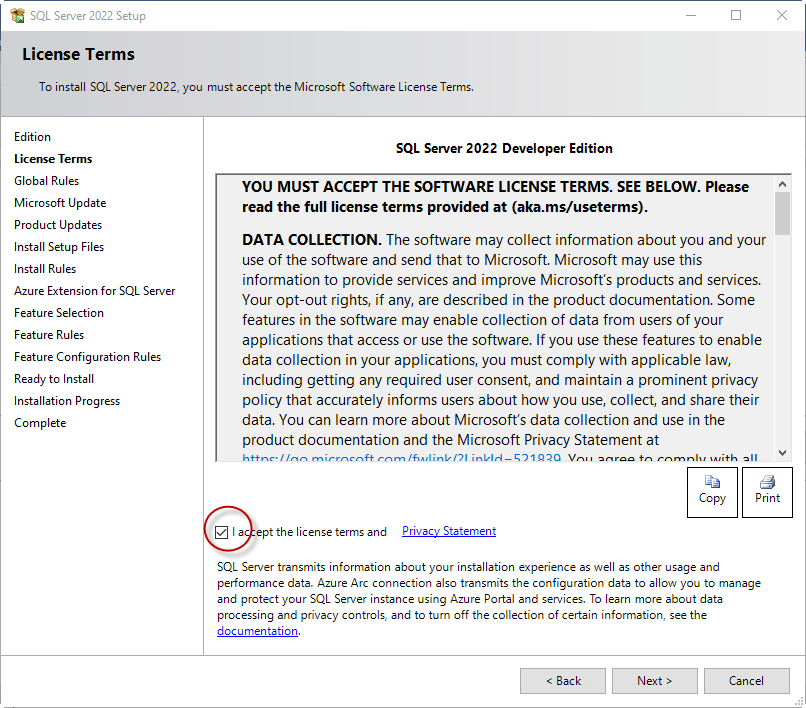 SQL Server 2022 Setup
License Terms
To install SQL Server 2022, you must accept the Microsoft Software License Terms.
Edition
License Terms
Global Rules
Microsoft Update
Product Updates
Install Setup Files
Install Rules
Azure Extension for SQL Server
Feature Selection
Feature Rules
Feature Configuration Rules
Ready to Install
Installation Progress
Complete
SQL Server 2022 Developer Edition
YOU MUST ACCEPT THE SOFTWARE LICENSE TERMS. SEE BELOW. Please
read the full license terms provided at (aka.ms/useterms).
DATA COLLECTION. The software may collect information about you and your
use of the software and send that to Microsoft. Microsoft may use this
information to provide services and improve Microsoft's products and services.
Your opt-out rights, if any, are described in the product documentation. Some
features in the software may enable collection of data from users of your
applications that access or use the software. If you use these features to enable
data collection in your applications, you must comply with applicable law,
including getting any required user consent, and maintain a prominent privacy
policy that accurately informs users about how you use, collect, and share their
data. You can learn more about Microsoft's data collection and use in the
product documentation and the Microsoft Privacy Statement at
https://go.microsoft.com/fwlink/?LinkId=521839. You agree to comply with all
Copy
Print
I accept the license terms and Privacy Statement
SQL Server transmits information about your installation experience as well as other usage and
performance data. Azure Arc connection also transmits the configuration data to allow you to manage
and protect your SQL Server instance using Azure Portal and services. To learn more about data
processing and privacy controls, and to turn off the collection of certain information, see the
documentation.
< Back
Next >
Cancel